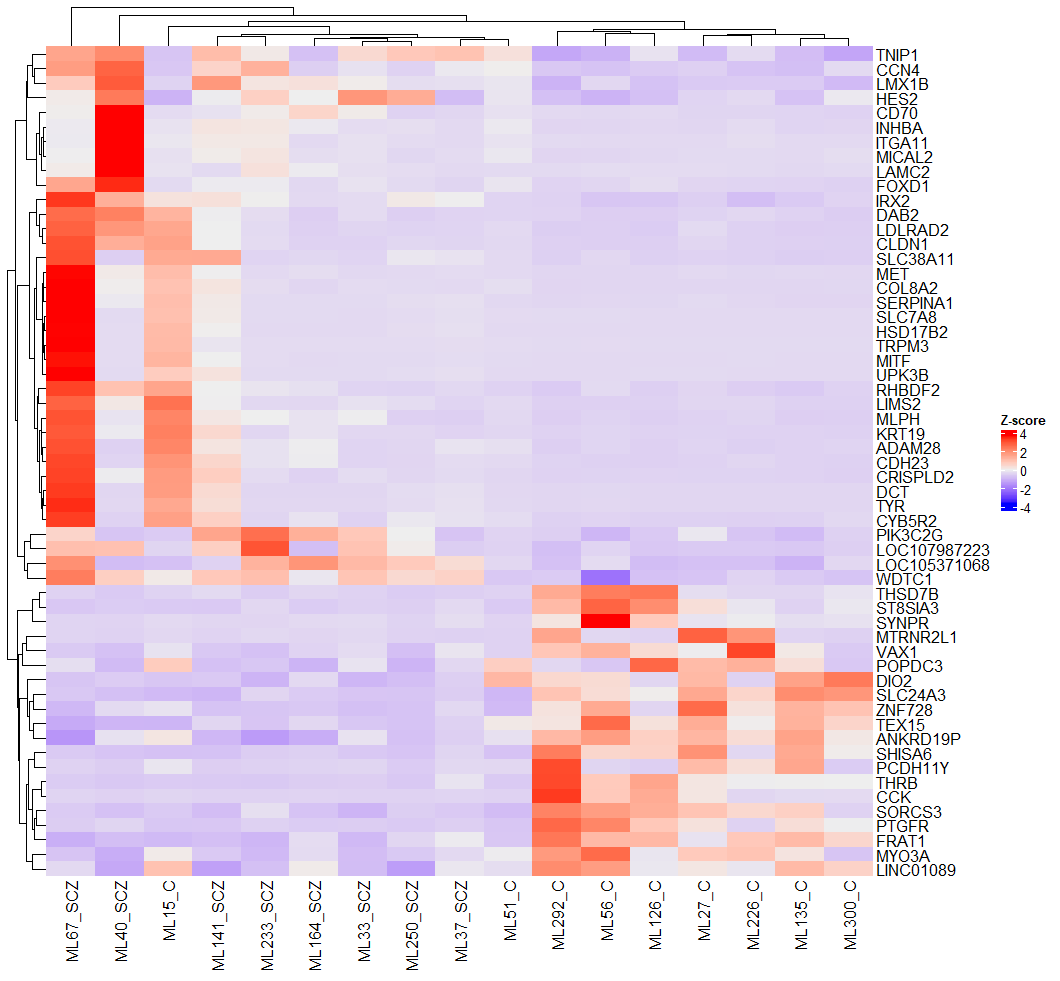 TNIP1
CCN4
LMX1B
HES2
CD70
INHBA
ITGA11
MICAL2
LAMC2
FOXD1
IRX2
DAB2
LDLRAD2
CLDN1
SLC38A11
MET
COL8A2
SERPINA1
SLC7A8
HSD17B2
TRPM3
MITF
UPK3B
RHBDF2
LIMS2
MLPH
KRT19
ADAM28
CDH23
CRISPLD2
DCT
TYR
CYB5R2
PIK3C2G
LOC107987223
LOC105371068
WDTC1
THSD7B
ST8SIA3
SYNPR
MTRNR2L1
VAX1
POPDC3
DIO2
SLC24A3
ZNF728
TEX15
ANKRD19P
SHISA6
PCDH11Y
THRB
CCK
SORCS3
PTGFR
FRAT1
MYO3A
LINC01089
Z-score
4
2
0
-2
-4
ML67_SCZ
ML40_SCZ
ML15_C
ML141_SCZ
ML233_SCZ
ML164_SCZ
ML33_SCZ
ML250_SCZ
ML37_SCZ
ML51_C
ML292_C
ML56_C
ML126_C
ML27_C
ML226_C
ML135_C
ML300_C